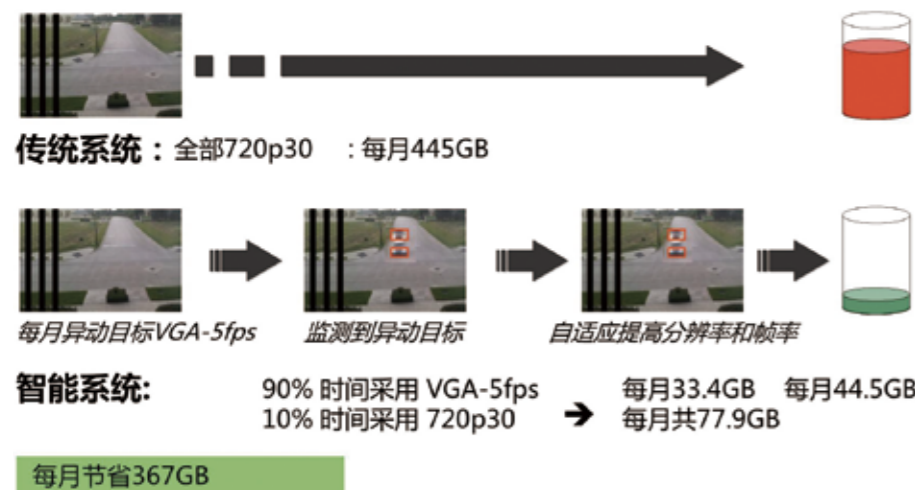 传统系统：全部720p30 : 每月445GB
每月异动目标VGA-5fps 监测到异动目标 自适应提高分辨率和帧率
智能系统: 90% 时间采用 VGA-5fps 每月33.4GB 每月44.5GB
10% 时间采用 720p30 ➔ 每月共77.9GB
每月节省367GB